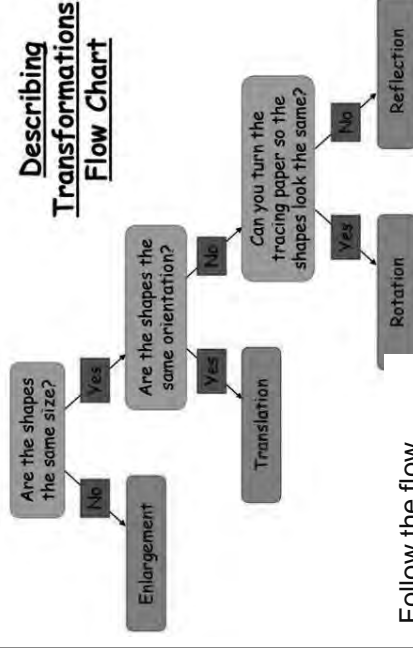 Describing
Transformations
Flow Chart
Are the shapes
the same size?
No
Yes
Enlargement
Are the shapes the
same orientation?
Yes
No
Translation
Can you turn the
tracing paper so the
shapes look the same?
Yes
No
Rotation
Reflection
Follow the flow